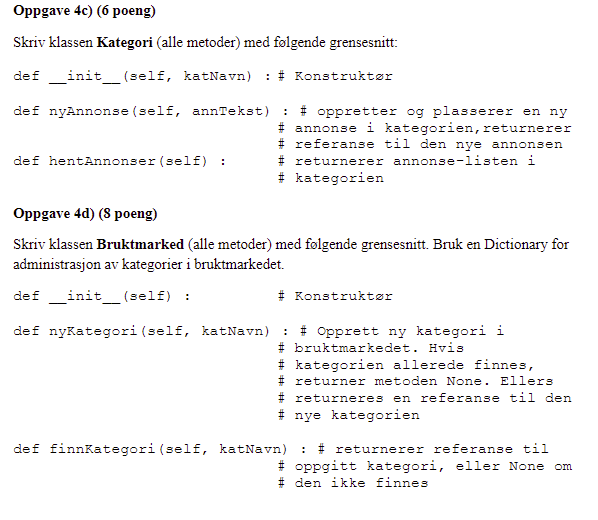 Oppgave 4c) (6 poeng)
Skriv klassen Kategori (alle metoder) med følgende grensesnitt:
def __init__(self, katNavn) : # Konstruktør
def nyAnnonse(self, annTekst) : # oppretter og plasserer en ny
# annonse i kategorien,returnerer
# referanse til den nye annonsen
def hentAnnonser(self) : # returnerer annonse-listen i
# kategorien
Oppgave 4d) (8 poeng)
Skriv klassen Bruktmarked (alle metoder) med følgende grensesnitt. Bruk en Dictionary for
administrasjon av kategorier i bruktmarkedet.
def __init__(self) : # Konstruktør
def nyKategori(self, katNavn) : # Opprett ny kategori i
# bruktmarkedet. Hvis
# kategorien allerede finnes,
# returner metoden None. Ellers
# returneres en referanse til den
# nye kategorien
def finnKategori(self, katNavn) : # returnerer referanse til
# oppgitt kategori, eller None om
# den ikke finnes